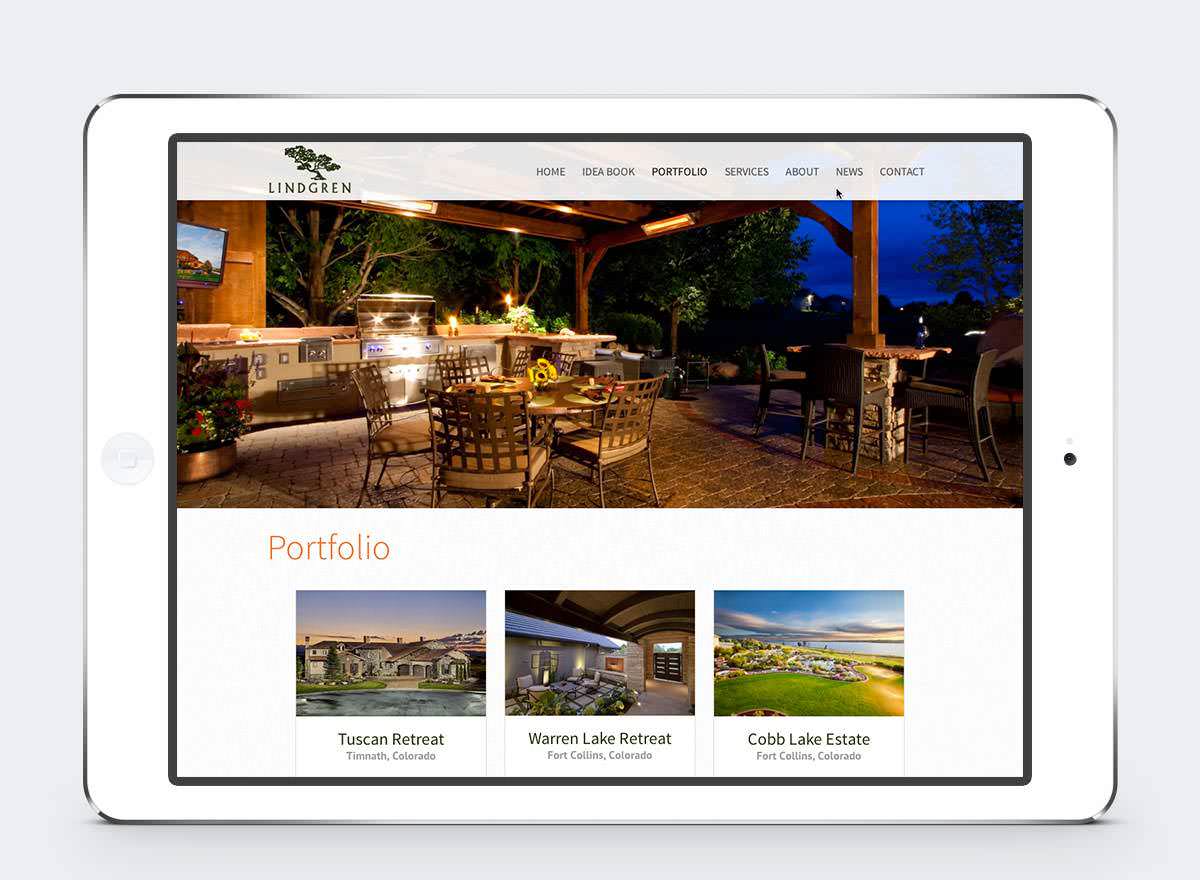 LINDGREN
HOME IDEA BOOK PORTFOLIO SERVICES ABOUT NEWS CONTACT
Portfolio
Tuscan Retreat
Timnath, Colorado
Warren Lake Retreat
Fort Collins, Colorado
Cobb Lake Estate
Fort Collins, Colorado